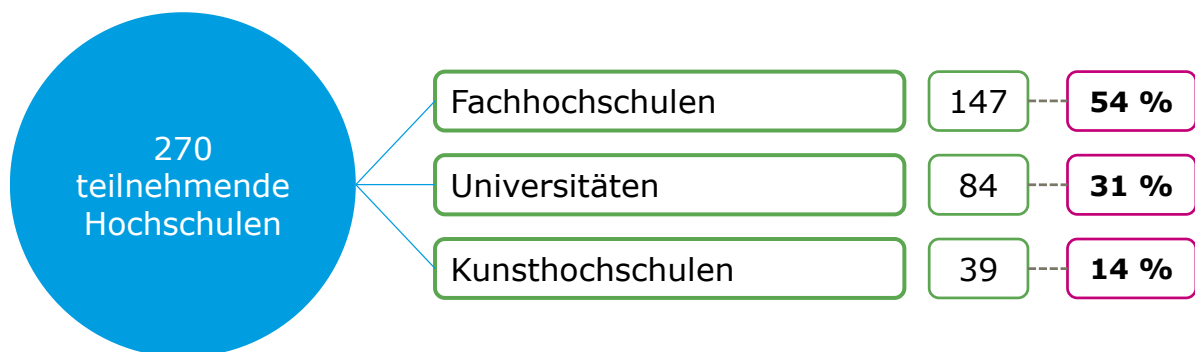 270
teilnehmende
Hochschulen
Fachhochschulen 147 54 %
Universitäten 84 31 %
Kunsthochschulen 39 14 %